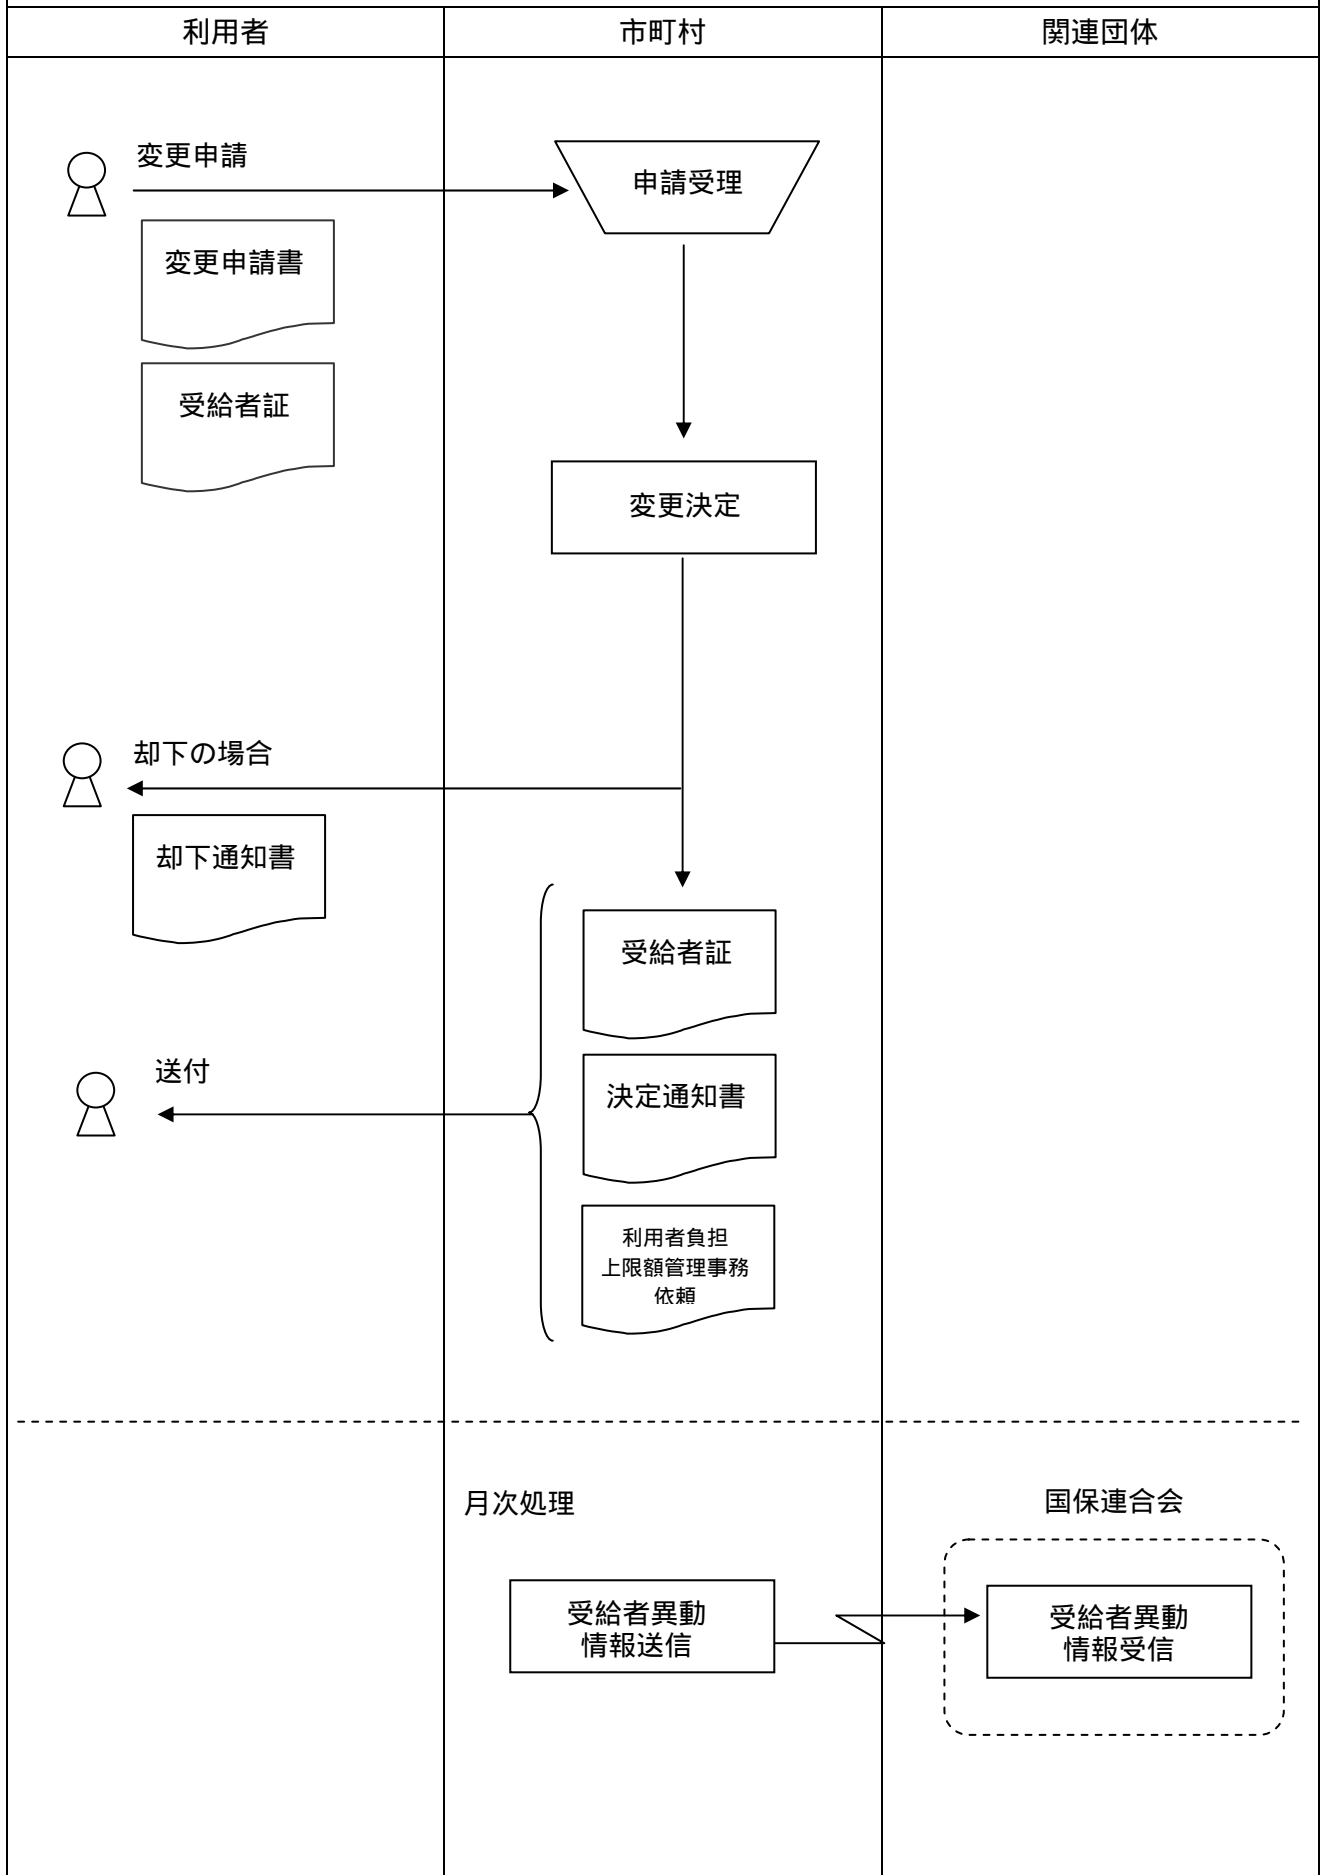 利用者
市町村
関連団体
変更申請
申請受理
変更申請書
受給者証
変更決定
却下の場合
却下通知書
受給者証
送付
決定通知書
利用者負担
上限額管理事務
依頼
月次処理
国保連合会
受給者異動
情報送信
受給者異動
情報受信